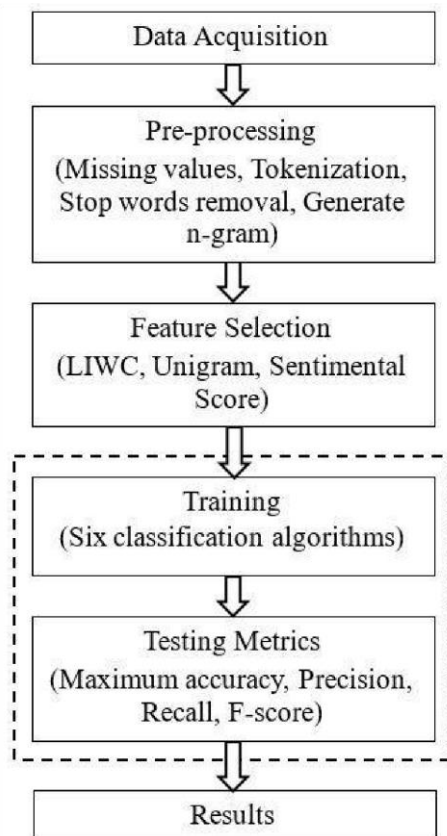 Data Acquisition
Pre-processing
(Missing values, Tokenization,
Stop words removal, Generate
n-gram)
Feature Selection
(LIWC, Unigram, Sentimental
Score)
Training
(Six classification algorithms)
Testing Metrics
(Maximum accuracy, Precision,
Recall, F-score)
Results